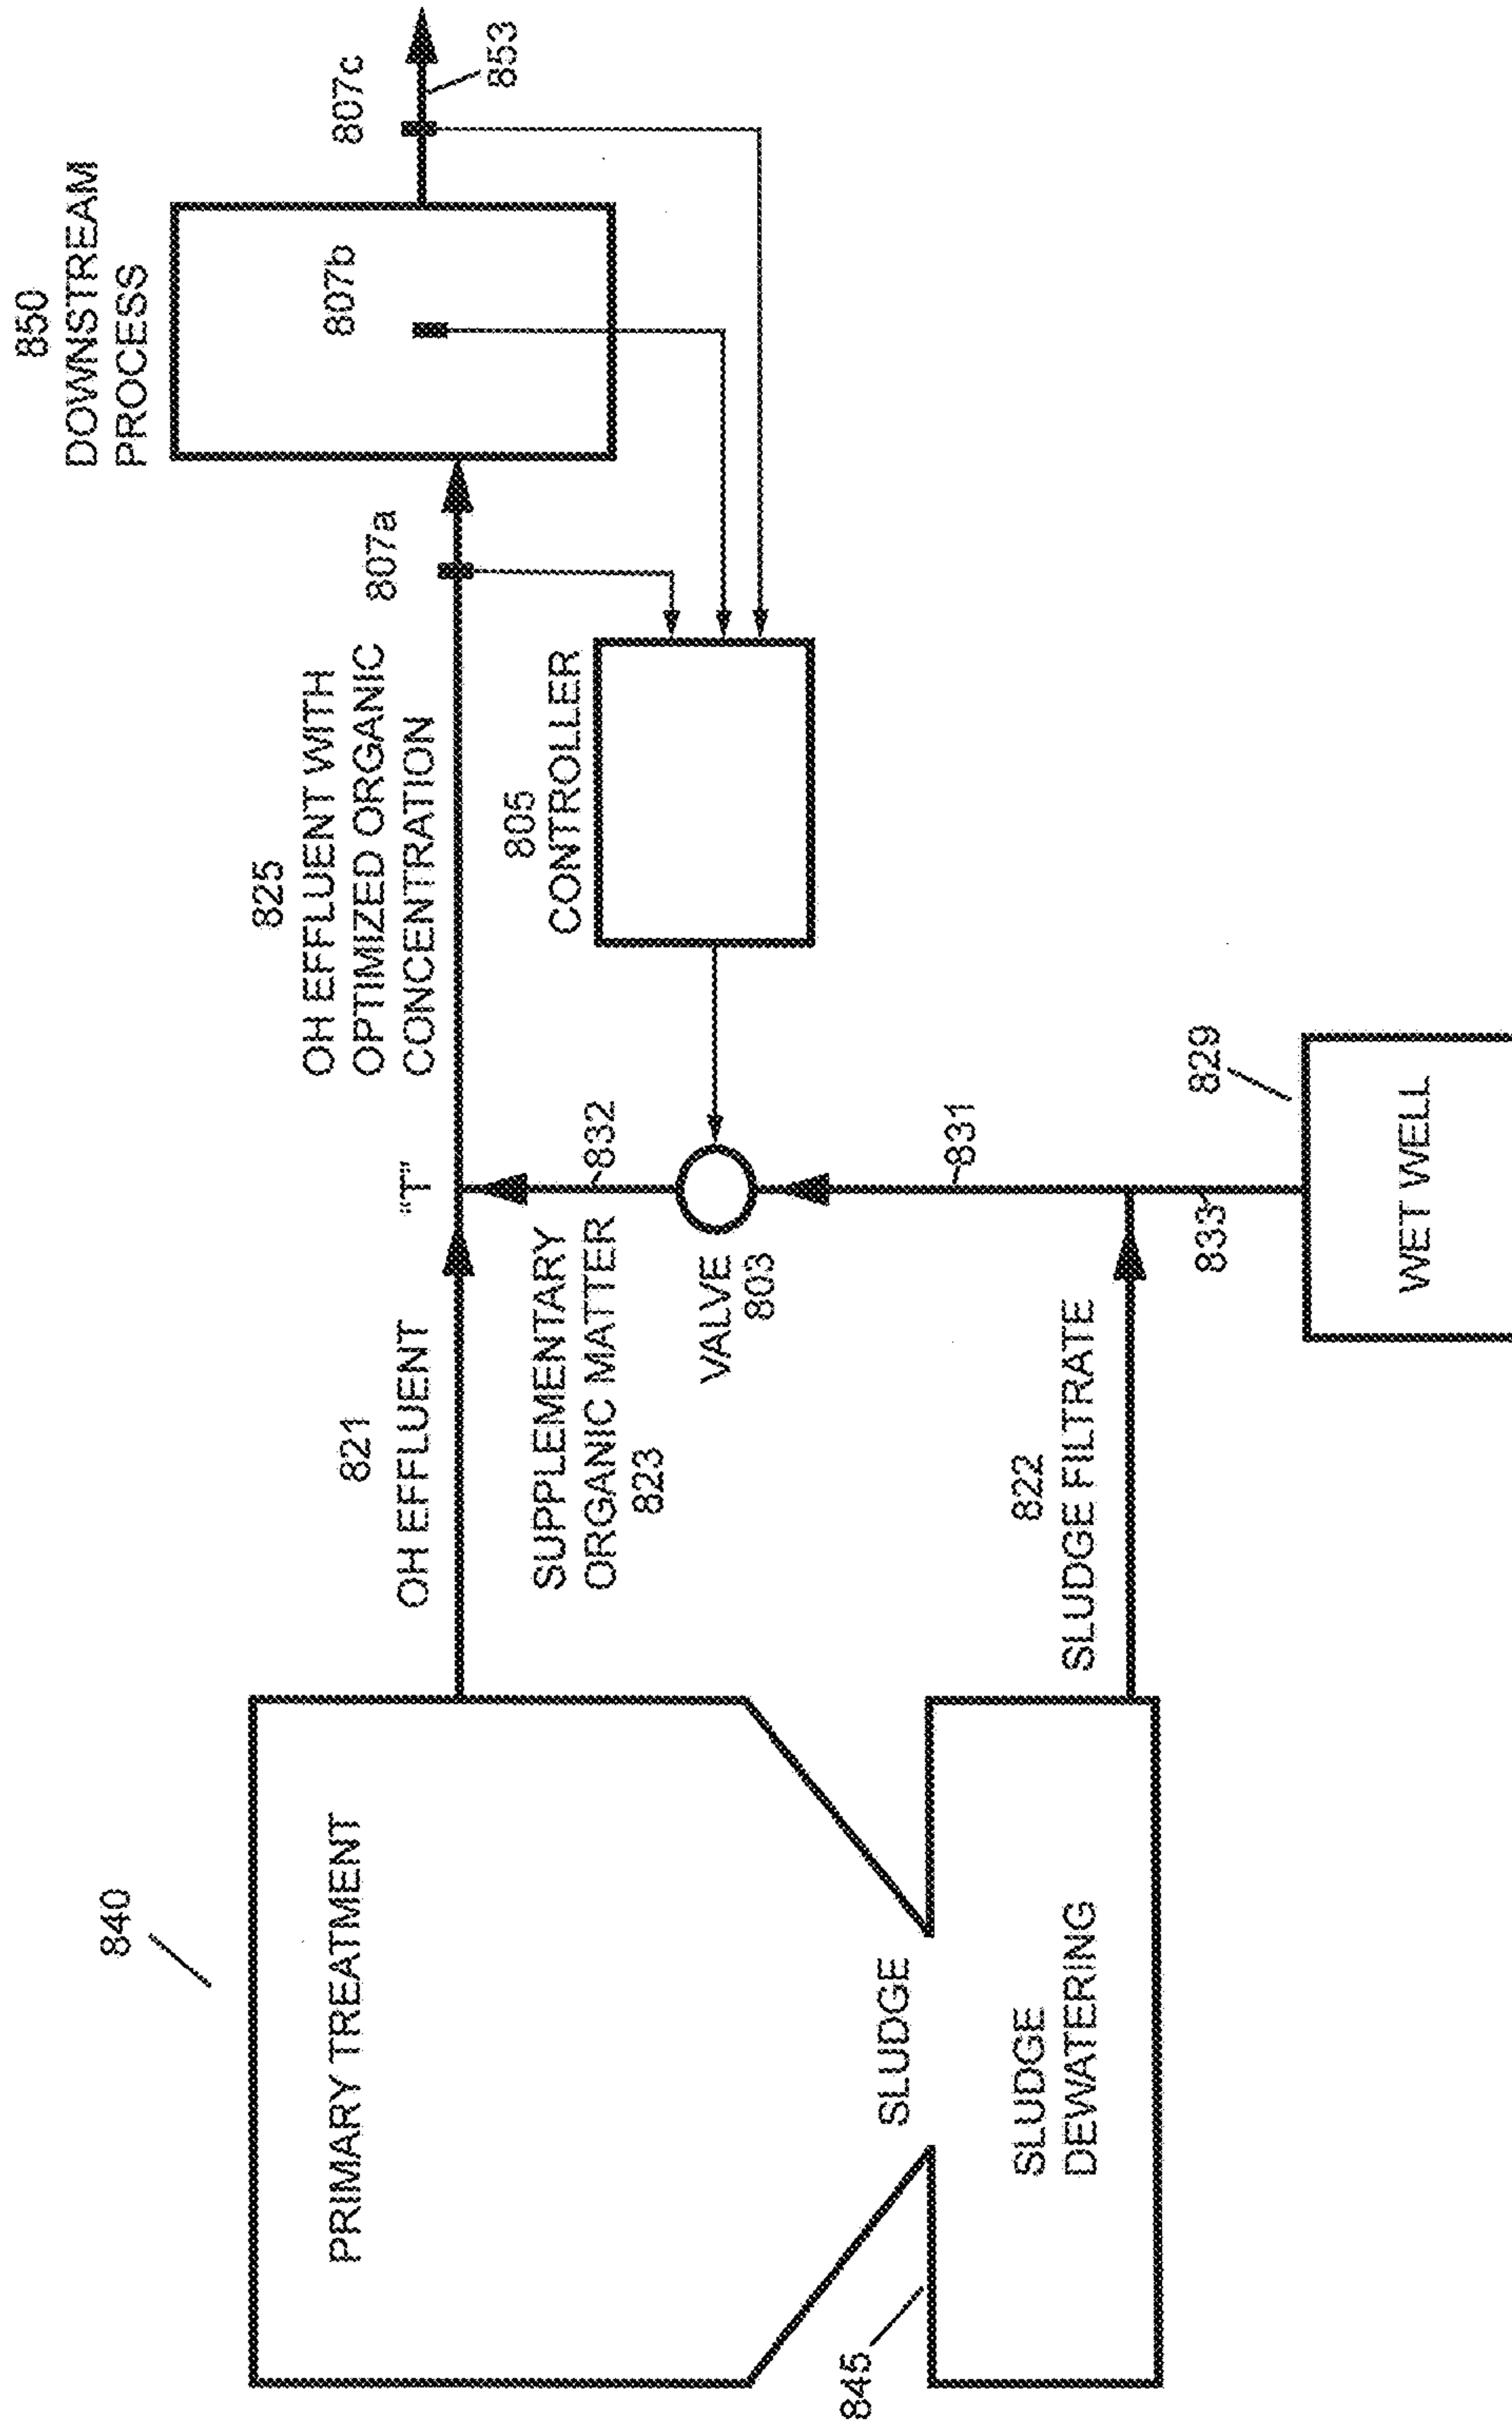 840
PRIMARY TREATMENT
SLUDGE
845
SLUDGE
DEWATERING
821
OH EFFLUENT
"T"
SUPPLEMENTARY
ORGANIC MATTER
823
832
VALVE
803
822
SLUDGE FILTRATE
831
833
829
WET WELL
825
OH EFFLUENT WITH
OPTIMIZED ORGANIC
CONCENTRATION
805
CONTROLLER
807a
850
DOWNSTREAM
PROCESS
807b
807c
853